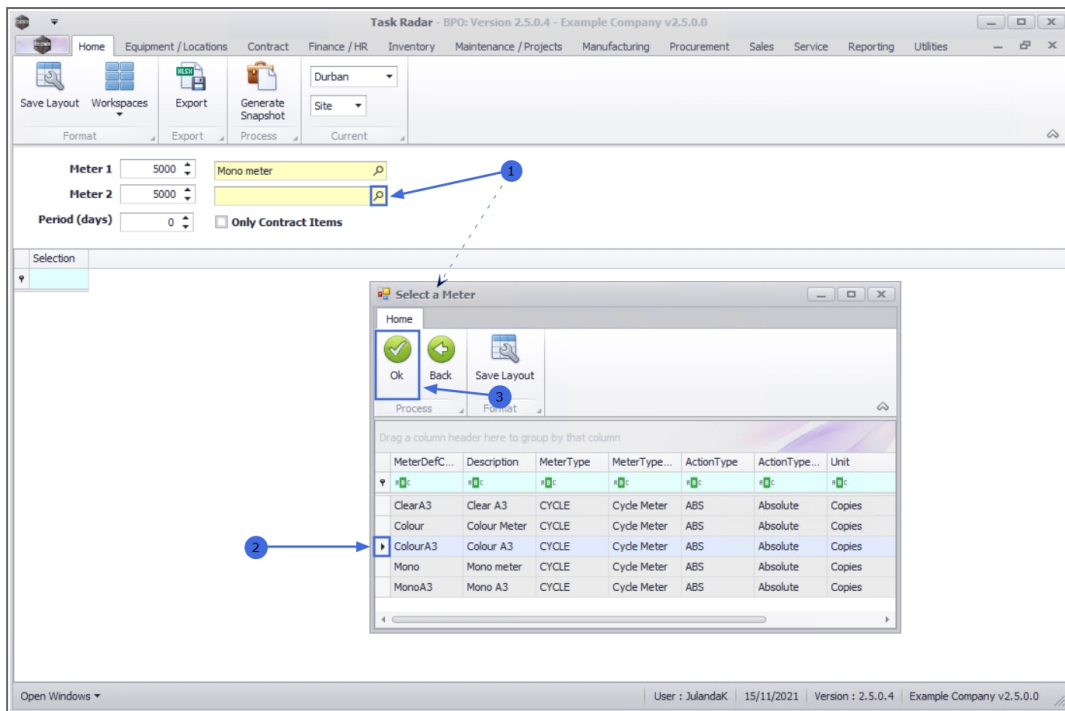 Task Radar - BPO: Version 2.5.0.4 - Example Company v2.5.0.0
Home Equipment / Locations Contract Finance / HR Inventory Maintenance / Projects Manufacturing Procurement Sales Service Reporting Utilities
Save Layout Workspaces Export Generate Snapshot Durban
Site
Format Export Process Current
Meter 1 5000 Mono meter
1
Meter 2 5000
Period (days) 0 Only Contract Items
Selection
Select a Meter
Home
Ok Back Save Layout
3
Process Format
Drag a column header here to group by that column
MeterDefC... Description MeterType MeterType... ActionType ActionType... Unit
ClearA3 Clear A3 CYCLE Cycle Meter ABS Absolute Copies
Colour Colour Meter CYCLE Cycle Meter ABS Absolute Copies
2 ColourA3 Colour A3 CYCLE Cycle Meter ABS Absolute Copies
Mono Mono meter CYCLE Cycle Meter ABS Absolute Copies
MonoA3 Mono A3 CYCLE Cycle Meter ABS Absolute Copies
Open Windows User : JulandaK 15/11/2021 Version : 2.5.0.4 Example Company v2.5.0.0